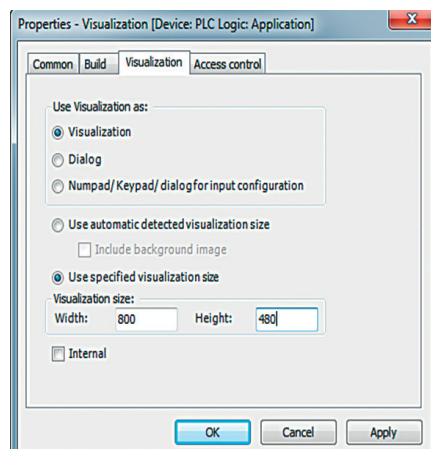 Properties - Visualization [Device: PLC Logic: Application]
Common Build Visualization Access control
Use Visualization as:
Visualization
Dialog
Numpad/ Keypad/ dialog for input configuration
Use automatic detected visualization size
Include background image
Use specified visualization size
Visualization size:
Width: 800 Height: 480
Internal
OK Cancel Apply